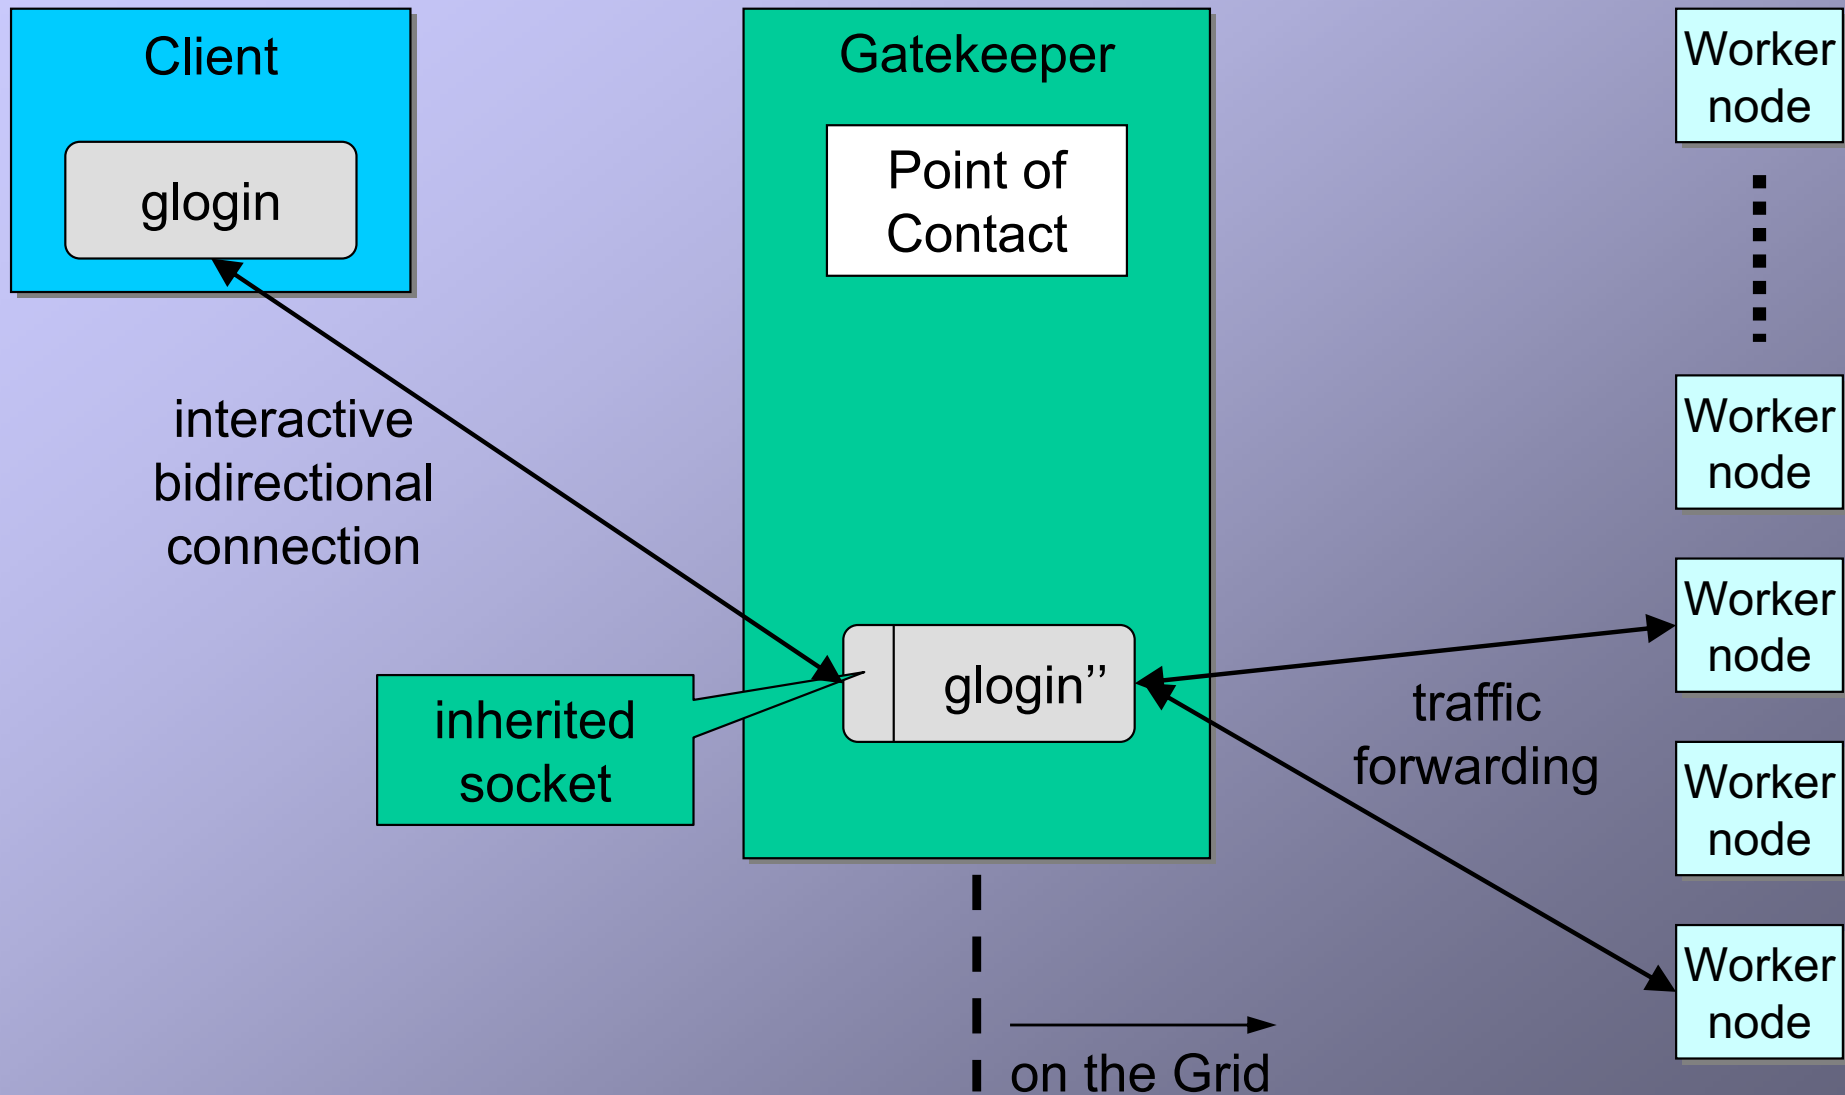 Client
glogin
interactive
bidirectional
connection
inherited
socket
Gatekeeper
Point of
Contact
glogin’’
traffic
forwarding
on the Grid
Worker
node
Worker
node
Worker
node
Worker
node
Worker
node